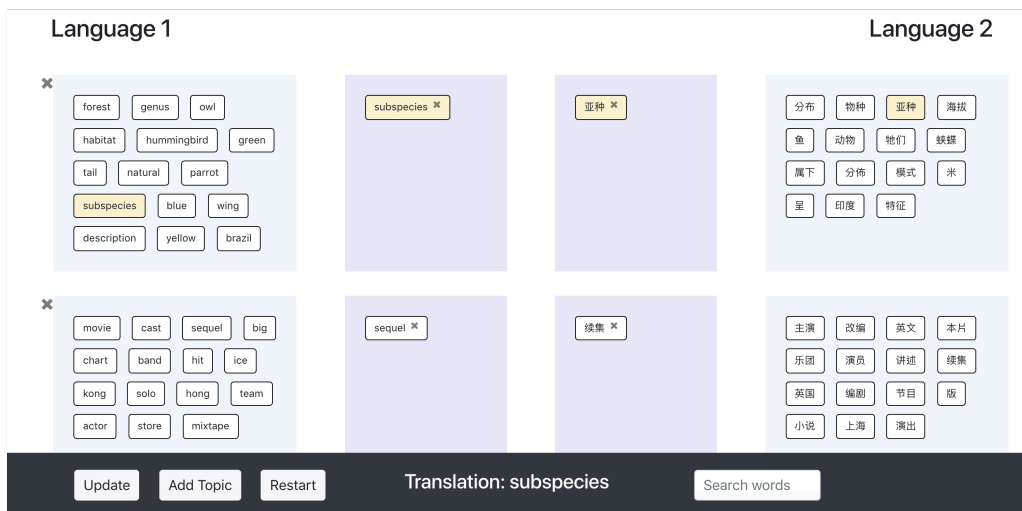 Language 1 Language 2
forest genus owl subspecies ✖ 亚种 ✖ 分布 物种 亚种 海拔
habitat hummingbird green 鱼 动物 牠们 蛱蝶
tail natural parrot 属下 分佈 模式 米
subspecies blue wing 呈 印度 特征
description yellow brazil
movie cast sequel big sequel ✖ 续集 ✖ 主演 改编 英文 本片
chart band hit ice 乐团 演员 讲述 续集
kong solo hong team 英国 编剧 节目 版
actor store mixtape 小说 上海 演出
Update Add Topic Restart Translation: subspecies Search words